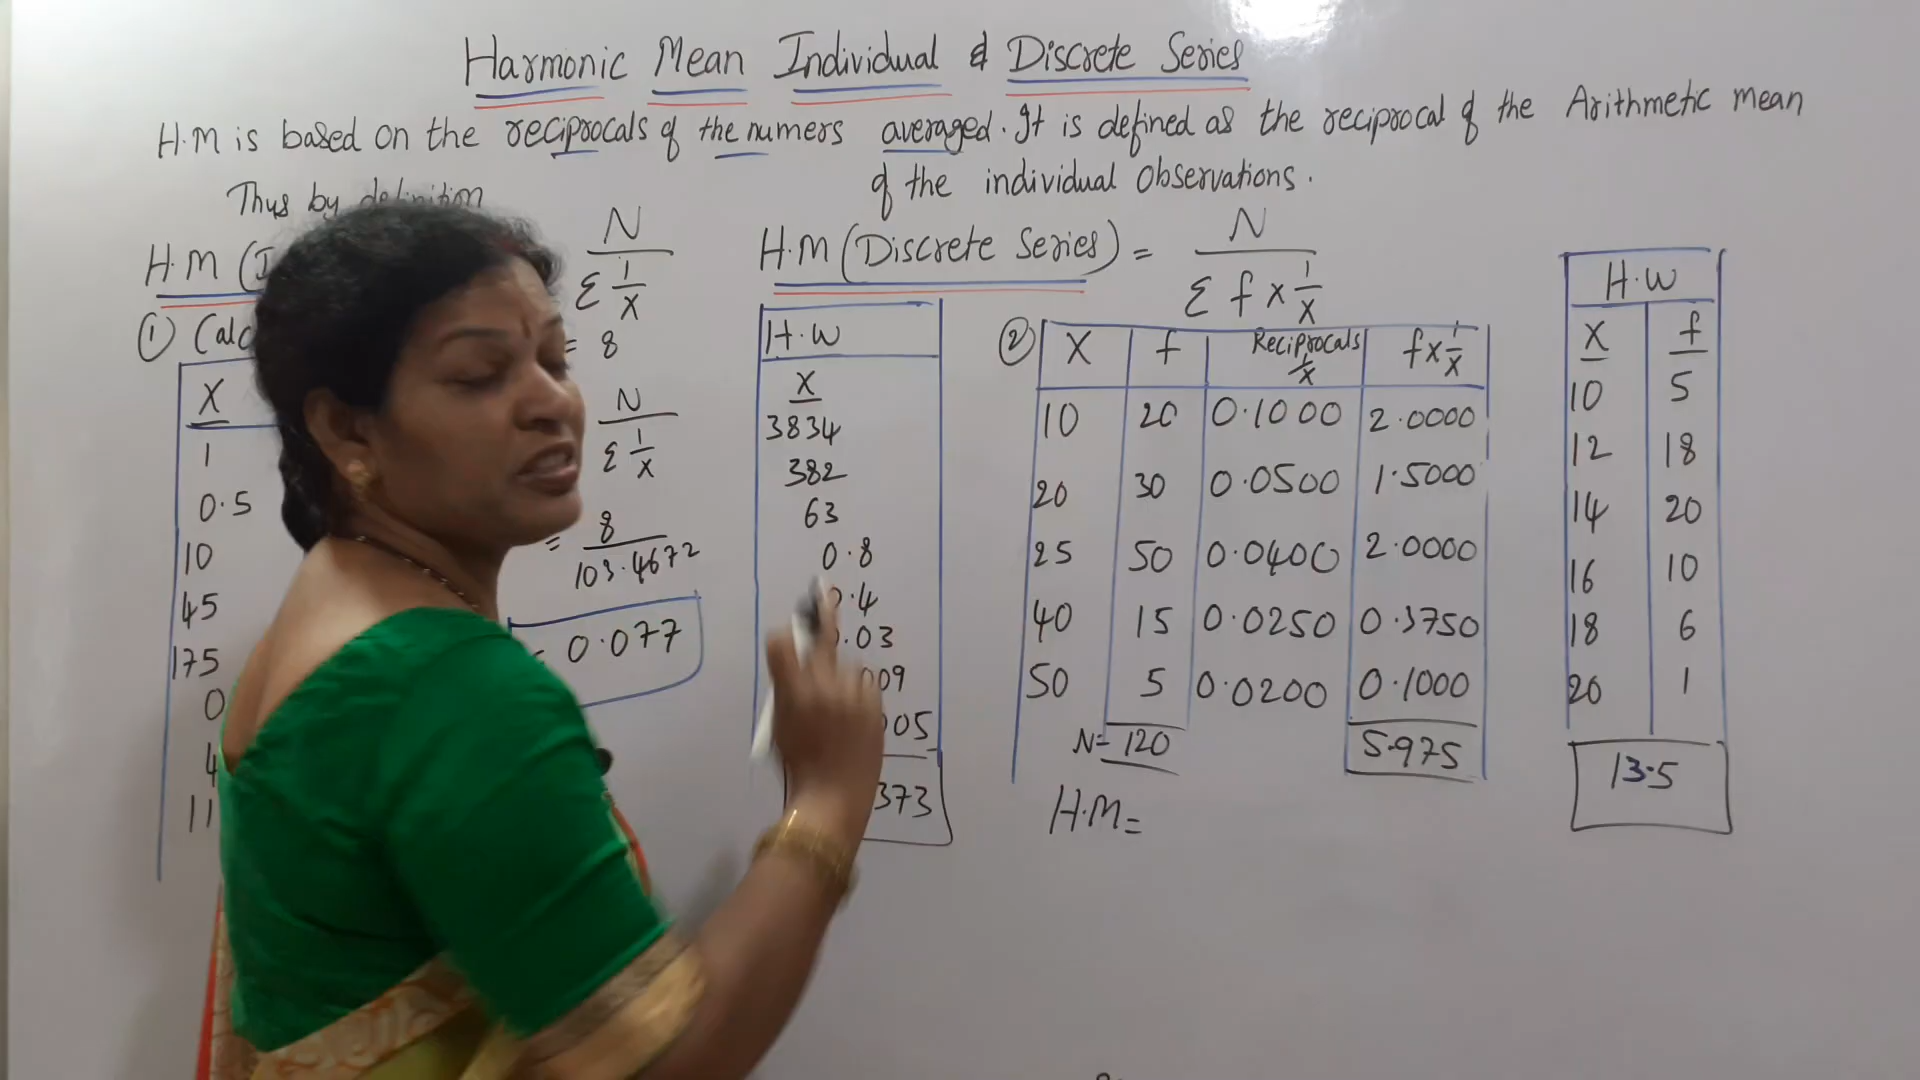 Harmonic Mean Individual & Discrete Series
H.M is based on the reciprocals of the numers averaged. It is defined as the reciprocal of the Arithmetic mean
of the individual Observations.
Thus by definition
H.M (
N
Σ 1/X
H.M (Discrete Series) = N
Σ f x 1/X
① Calc
= 8
X
1
0.5
10
45
175
0
4
11
N
Σ 1/X
= 8
103.4672
= 0.077
H.W
X
3834
382
63
0.8
0.4
.03
009
005
373
② X f Reciprocals 1/X f x 1/X
10 20 0.1000 2.0000
20 30 0.0500 1.5000
25 50 0.0400 2.0000
40 15 0.0250 0.3750
50 5 0.0200 0.1000
N= 120 5.975
H.M=
H.W
X f
10 5
12 18
14 20
16 10
18 6
20 1
13.5